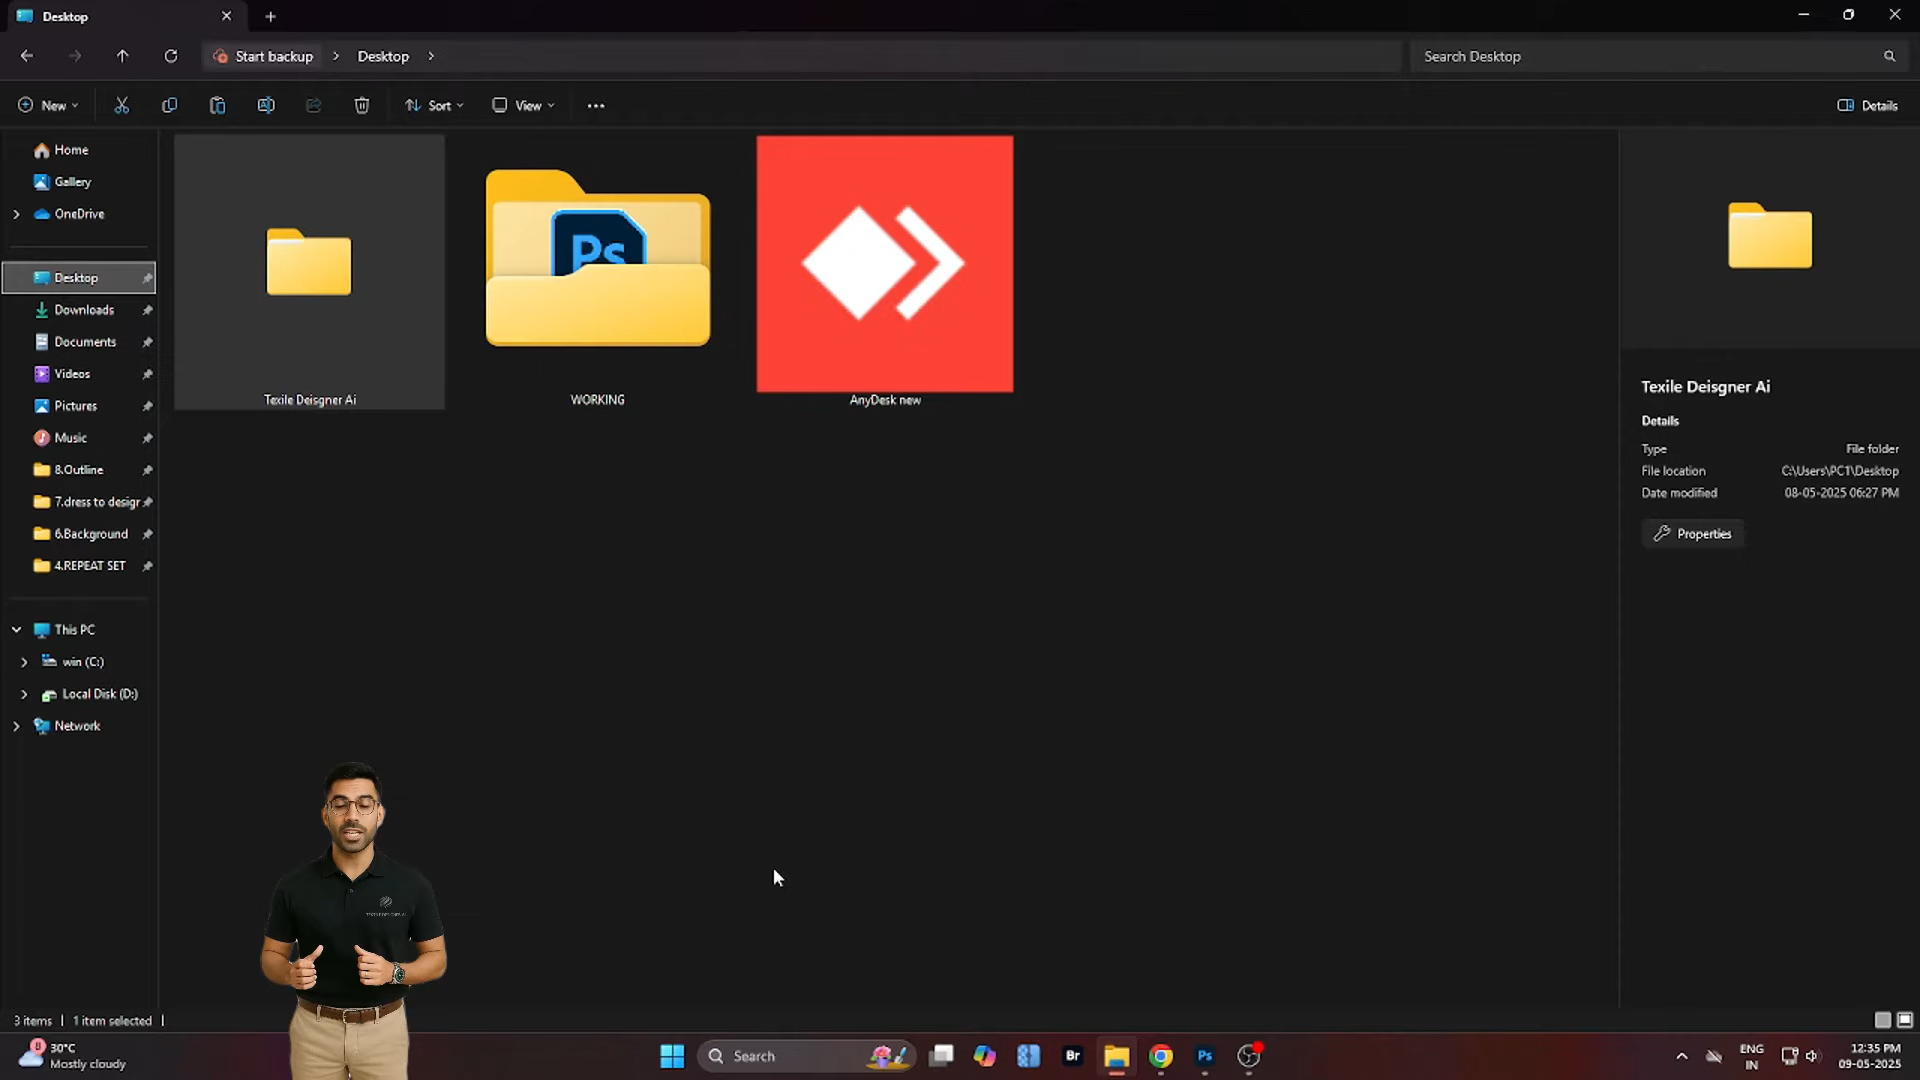 Desktop
Start backup
Desktop
Search Desktop
New
Sort
View
Details
Home
Gallery
OneDrive
Desktop
Downloads
Documents
Videos
Pictures
Music
8.Outline
7.dress to desigr
6.Background
4.REPEAT SET
This PC
win (C:)
Local Disk (D:)
Network
Ps
Texile Deisgner Ai
WORKING
AnyDesk new
Texile Deisgner Ai
Details
Type File folder
File location C:\Users\PC1\Desktop
Date modified 08-05-2025 06:27 PM
Properties
3 items
1 item selected
8
30°C
Mostly cloudy
Search
Br
Ps
ENG
IN
12:35 PM
09-05-2025